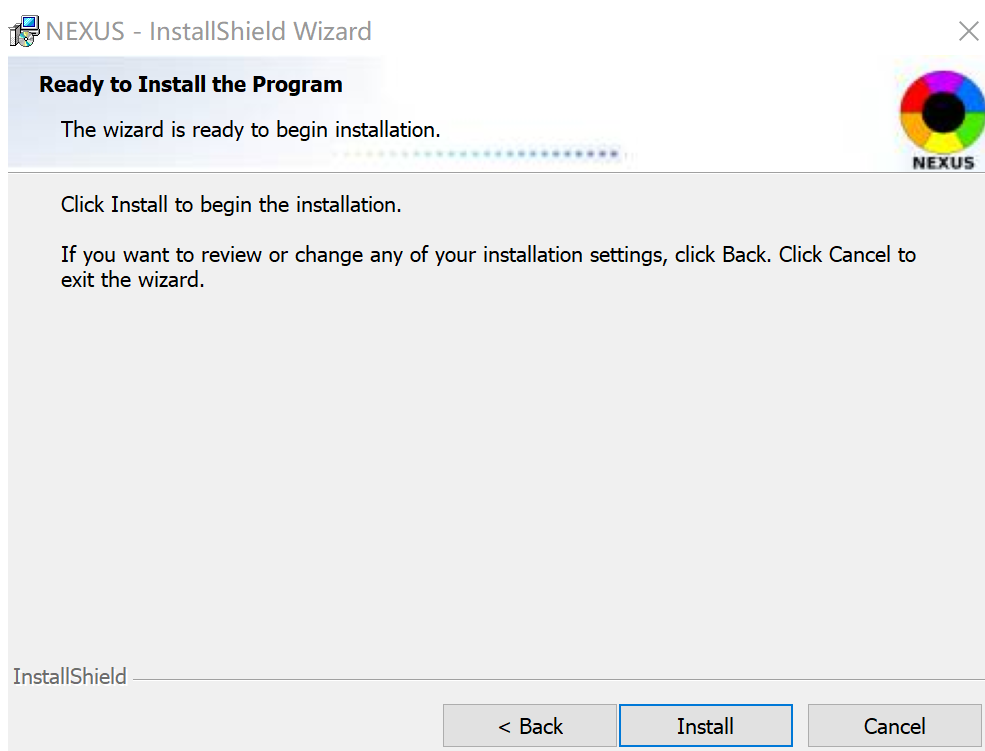 NEXUS - InstallShield Wizard
Ready to Install the Program
The wizard is ready to begin installation.
NEXUS
Click Install to begin the installation.
If you want to review or change any of your installation settings, click Back. Click Cancel to
exit the wizard.
InstallShield
< Back
Install
Cancel